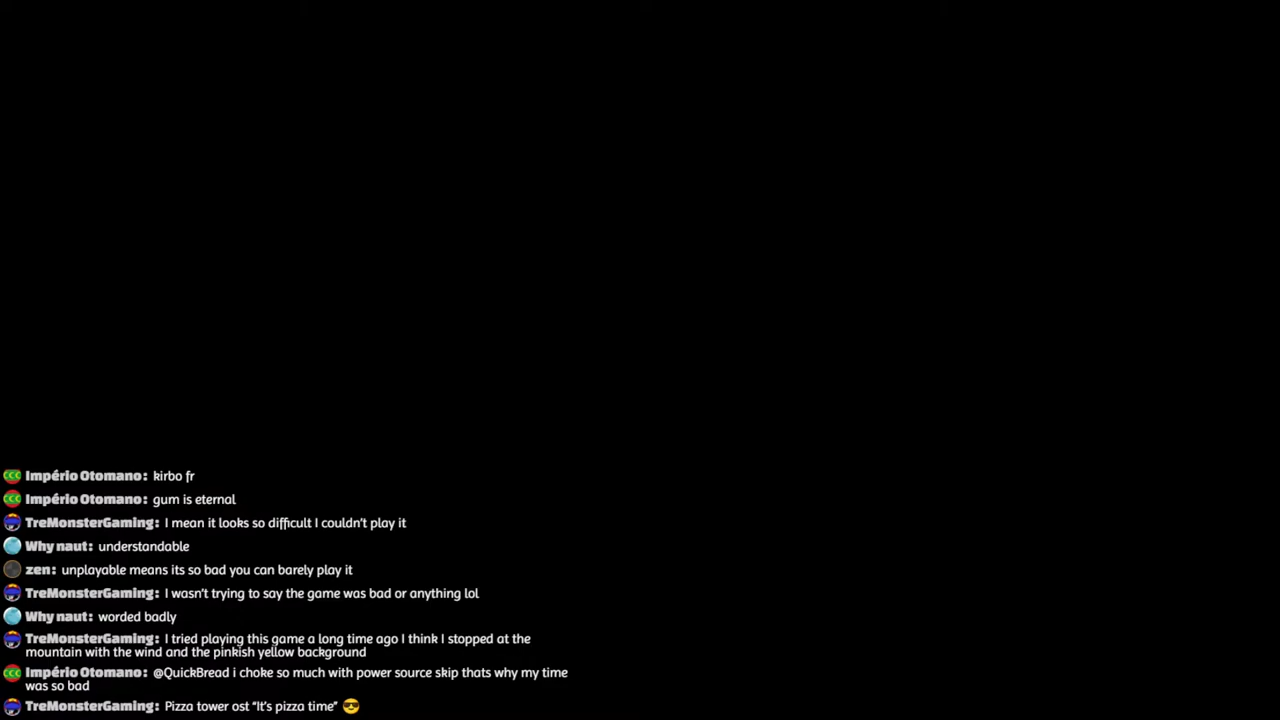 Império Otomano: kirbo fr
Império Otomano: gum is eternal
TreMonsterGaming: I mean it looks so difficult I couldn't play it
Why naut: understandable
zen: unplayable means its so bad you can barely play it
TreMonsterGaming: I wasn't trying to say the game was bad or anything lol
Why naut: worded badly
TreMonsterGaming: I tried playing this game a long time ago I think I stopped at the
mountain with the wind and the pinkish yellow background
Império Otomano: @QuickBread i choke so much with power source skip thats why my time
was so bad
TreMonsterGaming: Pizza tower ost “It's pizza time” 😎